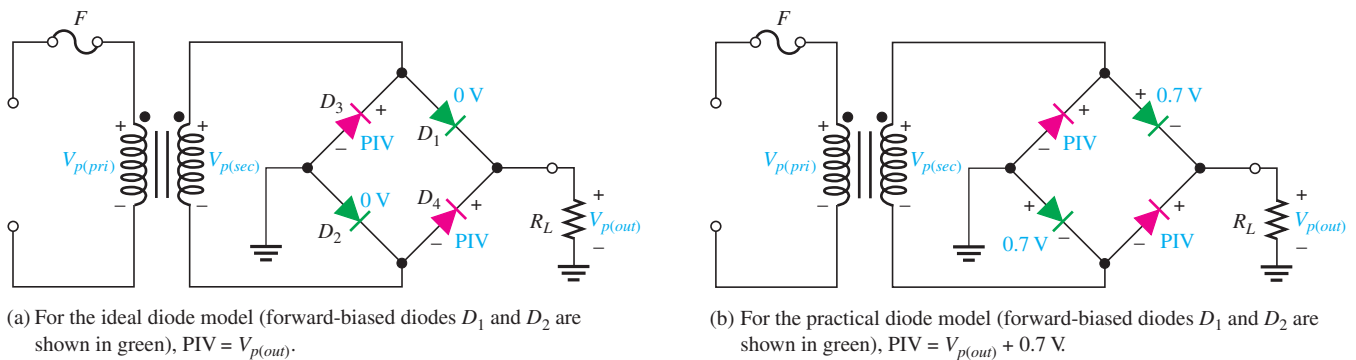 F
D3
0 V
D1
PIV
Vp(pri)
Vp(sec)
0 V
D2
D4
PIV
RL
Vp(out)
(a) For the ideal diode model (forward-biased diodes D1 and D2 are
shown in green), PIV = Vp(out).
F
0.7 V
PIV
Vp(pri)
Vp(sec)
0.7 V
PIV
RL
Vp(out)
(b) For the practical diode model (forward-biased diodes D1 and D2 are
shown in green), PIV = Vp(out) + 0.7 V.